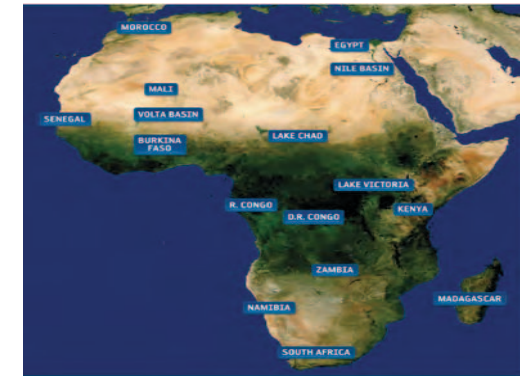 MOROCCO
EGYPT
NILE BASIN
MALI
VOLTA BASIN
SENEGAL
BURKINA
FASO
LAKE CHAD
LAKE VICTORIA
R. CONGO
KENYA
D.R. CONGO
ZAMBIA
MADAGASCAR
NAMIBIA
SOUTH AFRICA